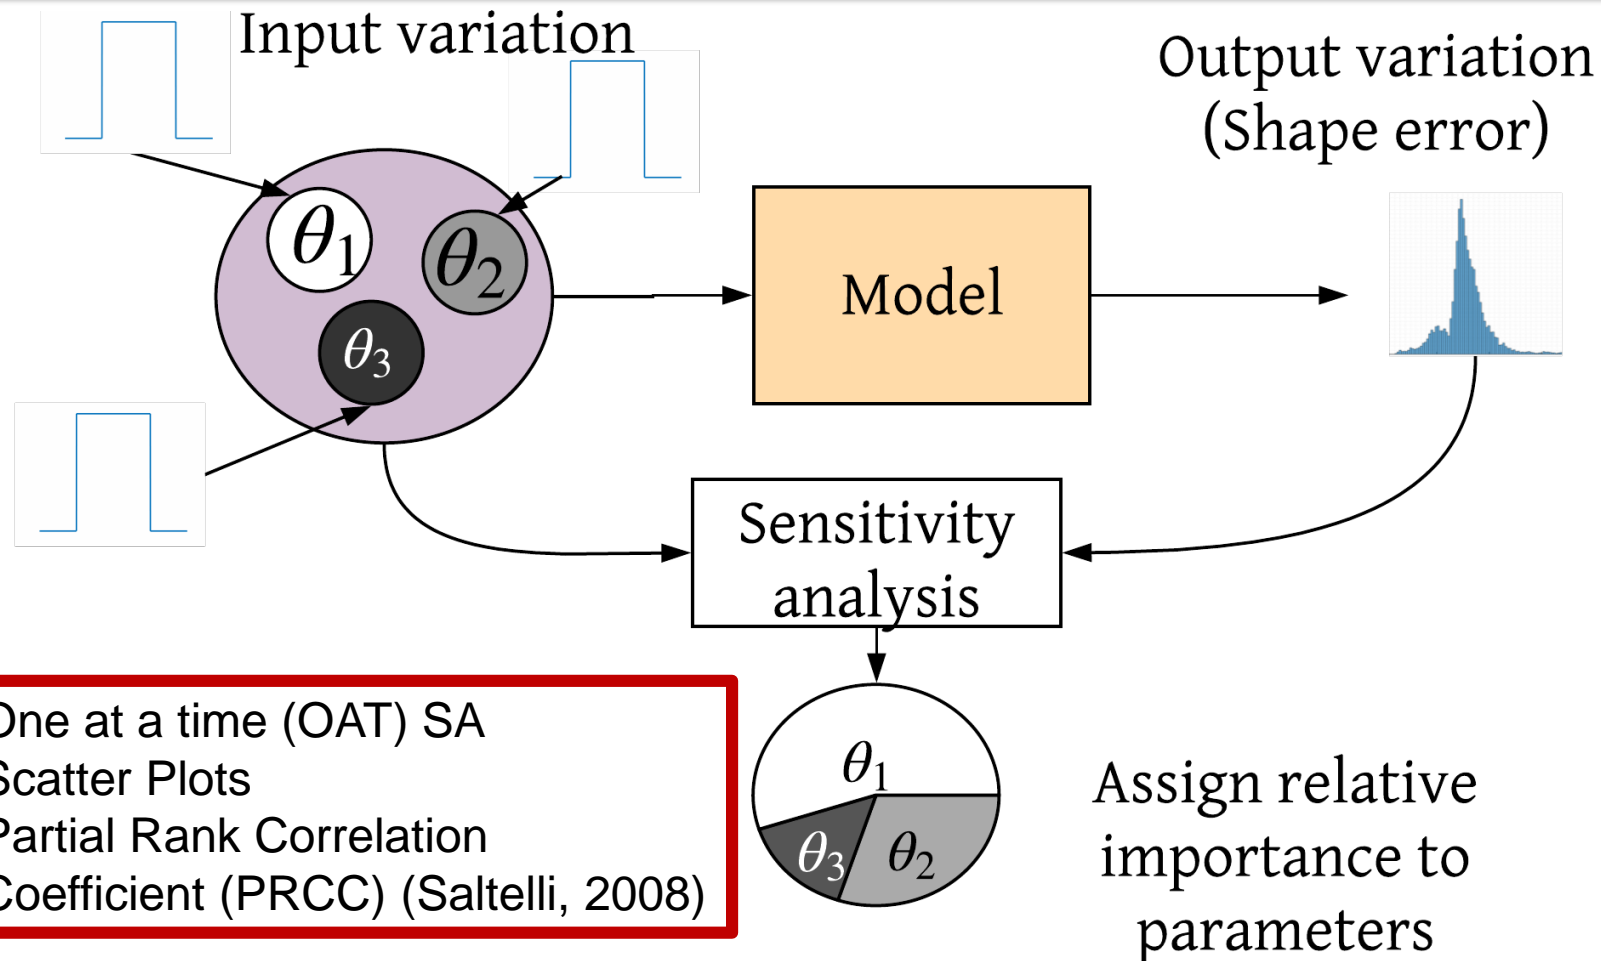 Input variation
Output variation
(Shape error)
θ1
θ2
θ3
Model
Sensitivity
analysis
One at a time (OAT) SA
Scatter Plots
Partial Rank Correlation
Coefficient (PRCC) (Saltelli, 2008)
θ1
θ3
θ2
Assign relative
importance to
parameters